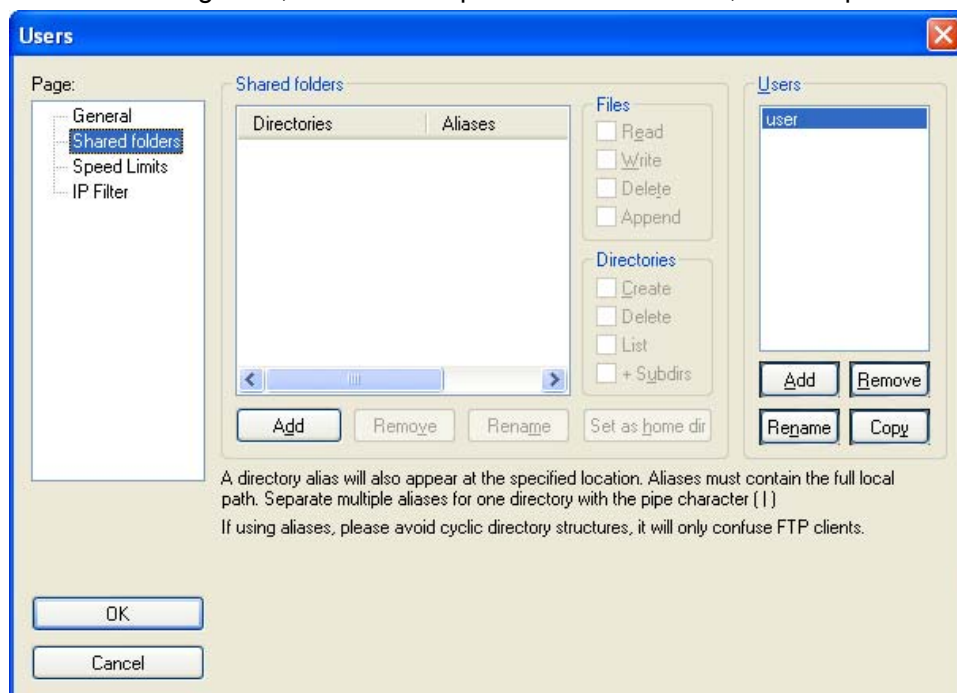 Users
Page:
General
Shared folders
Speed Limits
IP Filter
Shared folders
Directories Aliases
Files
Read
Write
Delete
Append
Directories
Create
Delete
List
+ Subdirs
Add Remove Rename Set as home dir
Users
user
Add Remove
Rename Copy
A directory alias will also appear at the specified location. Aliases must contain the full local
path. Separate multiple aliases for one directory with the pipe character ( | )
If using aliases, please avoid cyclic directory structures, it will only confuse FTP clients.
OK
Cancel